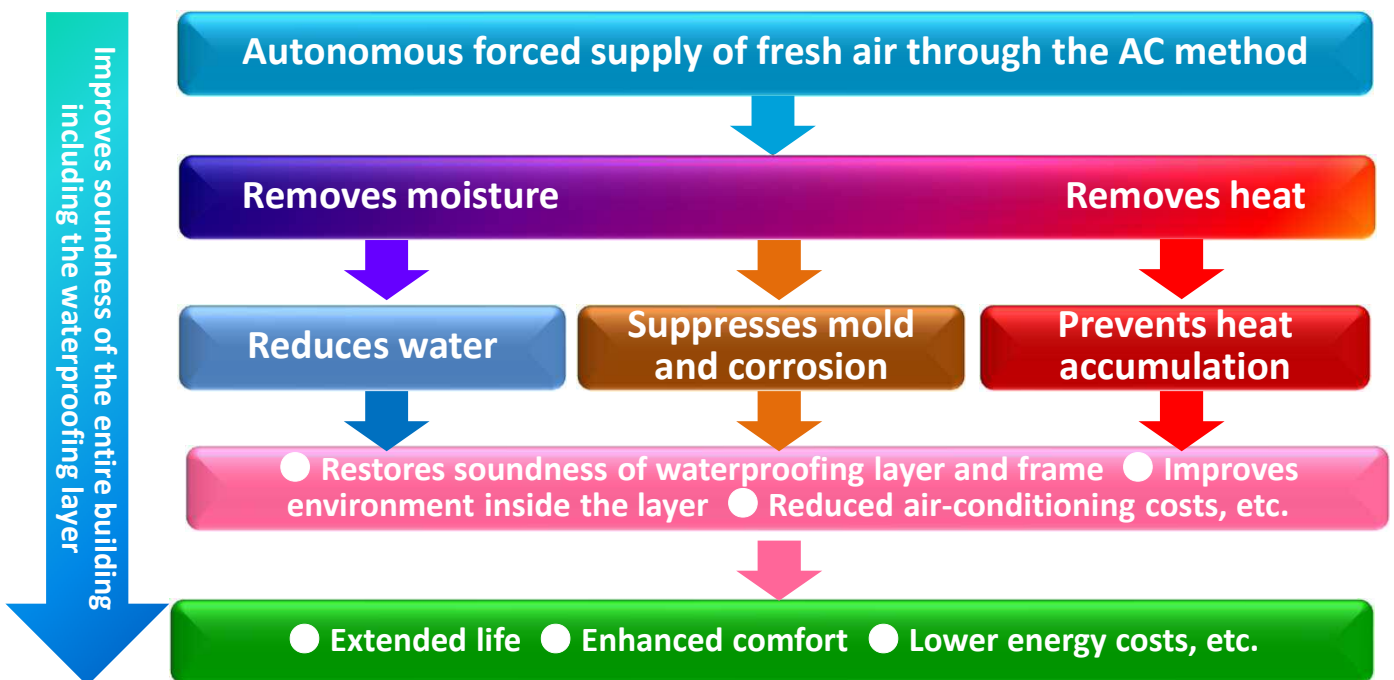 Improves soundness of the entire building
including the waterproofing layer
Autonomous forced supply of fresh air through the AC method
Removes moisture
Removes heat
Reduces water
Suppresses mold
and corrosion
Prevents heat
accumulation
● Restores soundness of waterproofing layer and frame ● Improves
environment inside the layer ● Reduced air-conditioning costs, etc.
● Extended life ● Enhanced comfort ● Lower energy costs, etc.